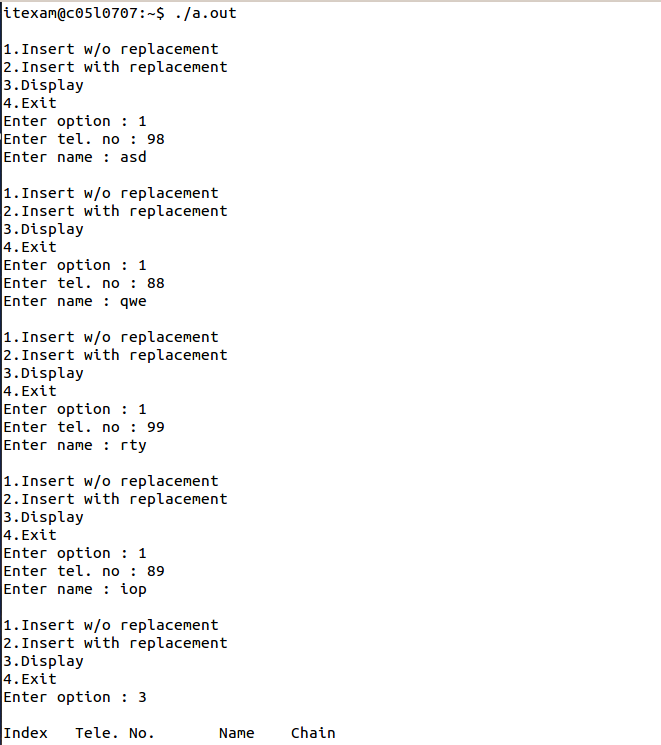 itexam@c05l0707:~$ ./a.out
1.Insert w/o replacement
2.Insert with replacement
3.Display
4.Exit
Enter option : 1
Enter tel. no : 98
Enter name : asd
1.Insert w/o replacement
2.Insert with replacement
3.Display
4.Exit
Enter option : 1
Enter tel. no : 88
Enter name : qwe
1.Insert w/o replacement
2.Insert with replacement
3.Display
4.Exit
Enter option : 1
Enter tel. no : 99
Enter name : rty
1.Insert w/o replacement
2.Insert with replacement
3.Display
4.Exit
Enter option : 1
Enter tel. no : 89
Enter name : iop
1.Insert w/o replacement
2.Insert with replacement
3.Display
4.Exit
Enter option : 3
Index   Tele. No.       Name    Chain